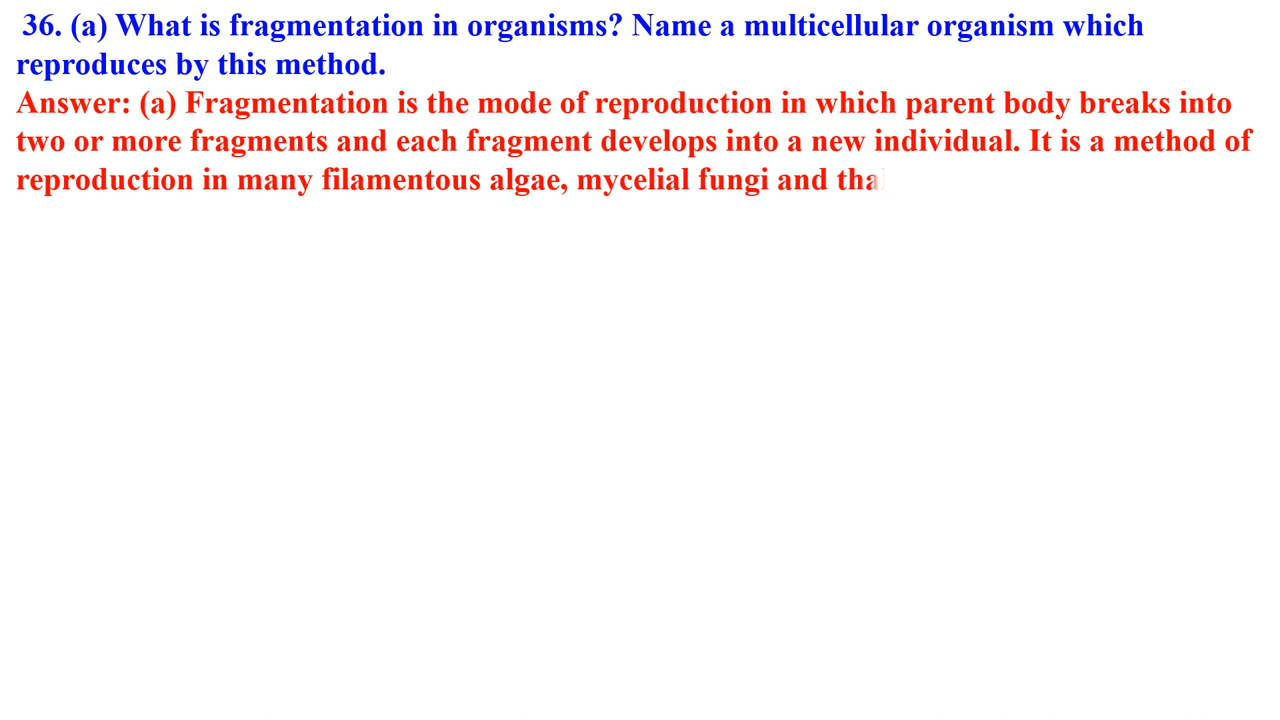 36. (a) What is fragmentation in organisms? Name a multicellular organism which
reproduces by this method.
Answer: (a) Fragmentation is the mode of reproduction in which parent body breaks into
two or more fragments and each fragment develops into a new individual. It is a method of
reproduction in many filamentous algae, mycelial fungi and